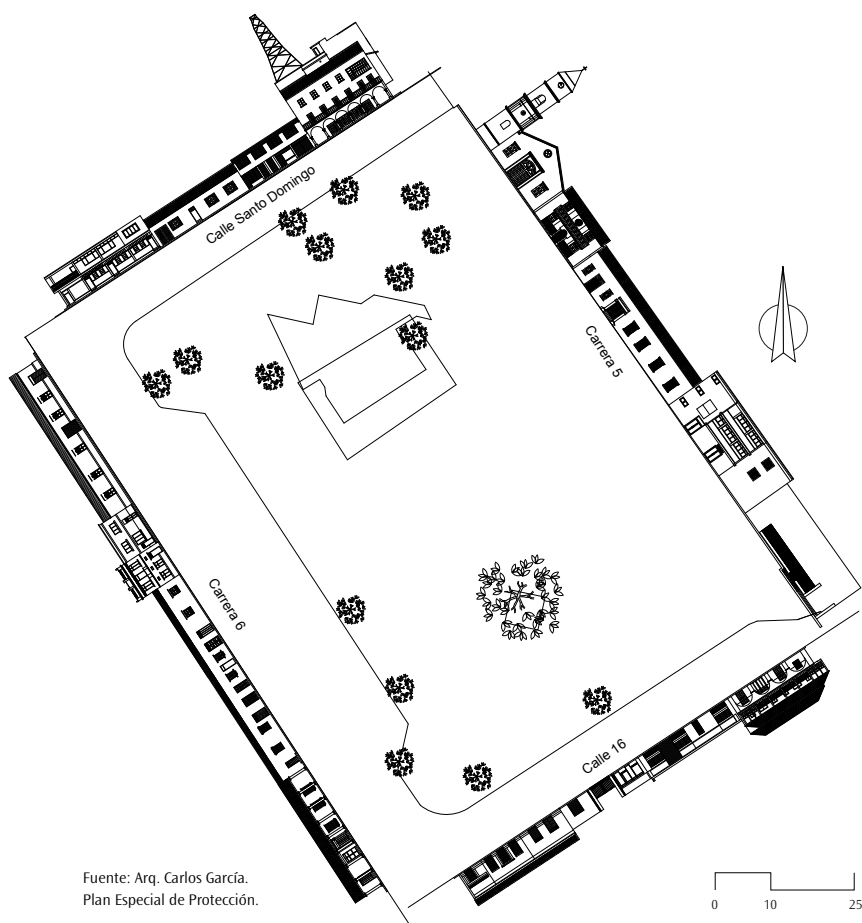 Calle Santo Domingo
Carrera 5
Carrera 6
Calle 16
Fuente: Arq. Carlos García.
Plan Especial de Protección.
0 10 25